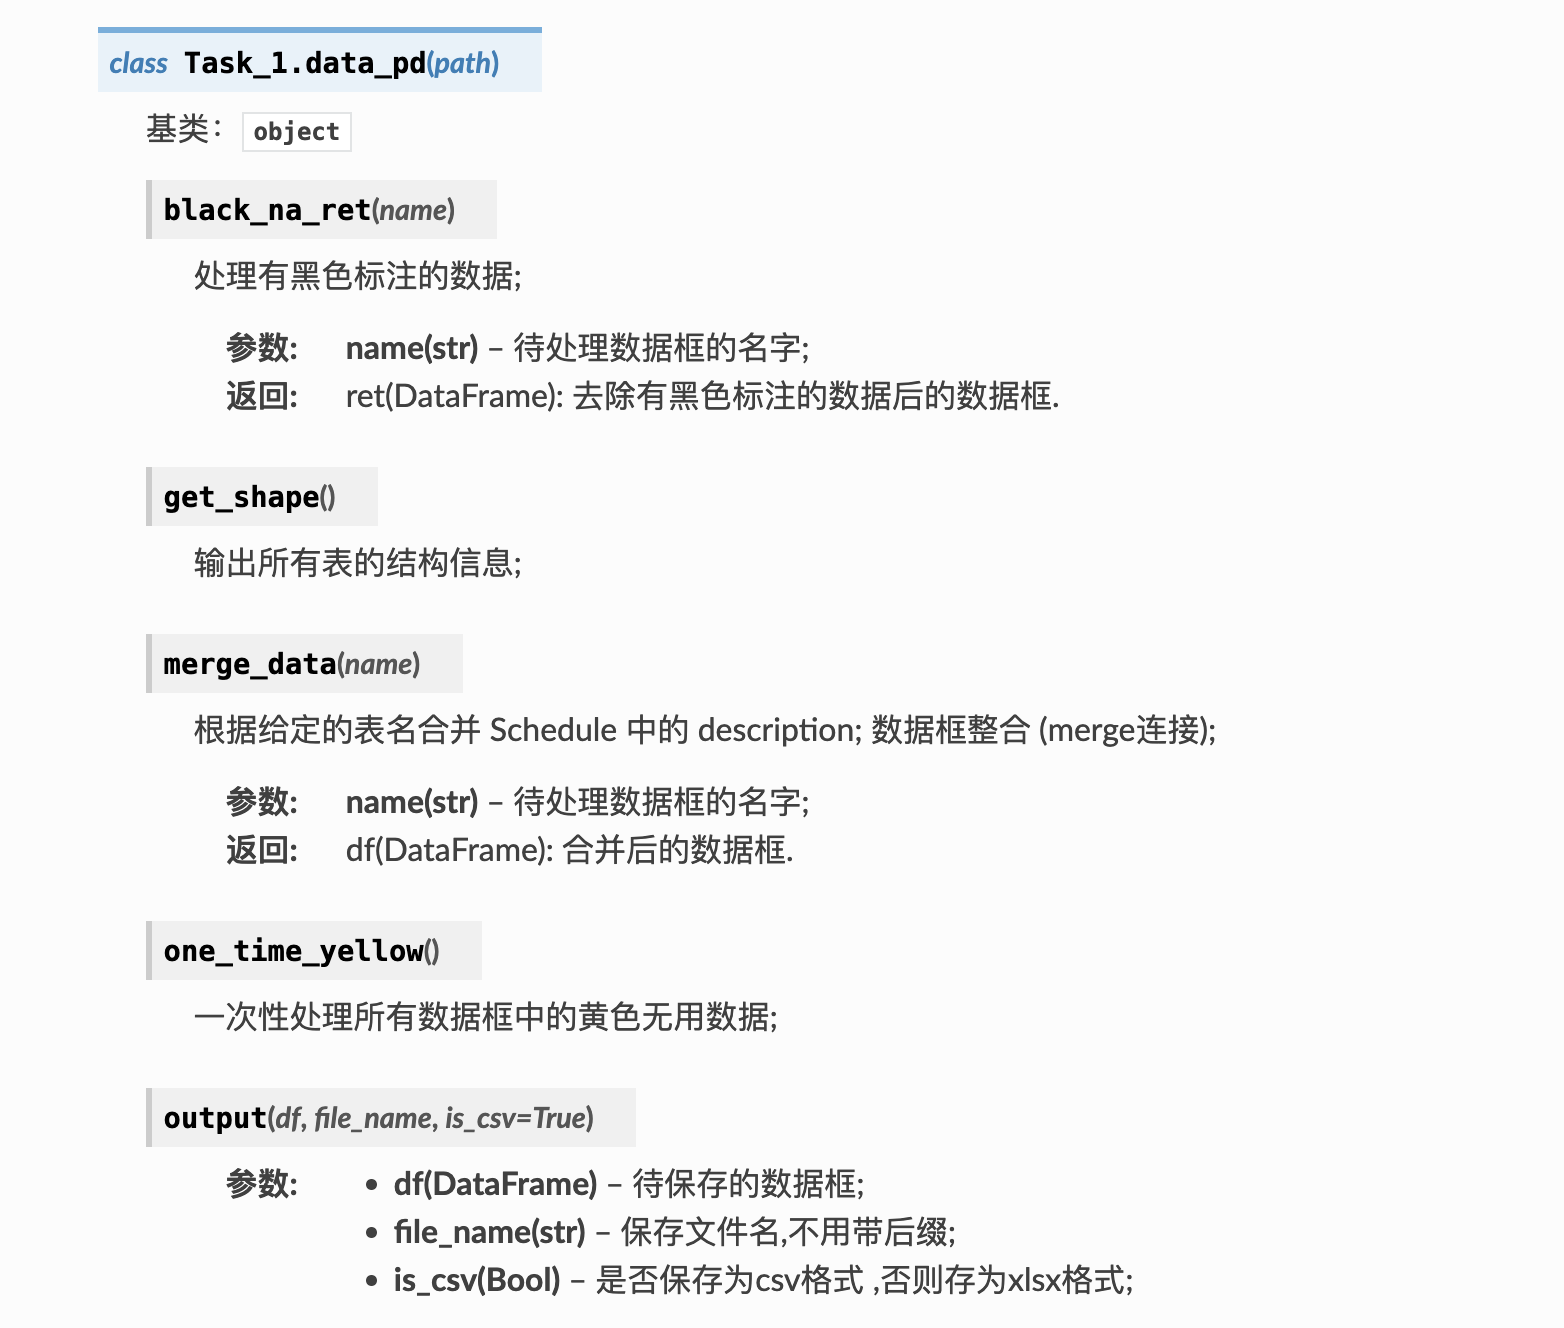 class Task_1.data_pd(path)
基类： object
black_na_ret(name)
处理有黑色标注的数据;
参数: name(str) – 待处理数据框的名字;
返回: ret(DataFrame): 去除有黑色标注的数据后的数据框.
get_shape()
输出所有表的结构信息;
merge_data(name)
根据给定的表名合并 Schedule 中的 description; 数据框整合 (merge连接);
参数: name(str) – 待处理数据框的名字;
返回: df(DataFrame): 合并后的数据框.
one_time_yellow()
一次性处理所有数据框中的黄色无用数据;
output(df, file_name, is_csv=True)
参数: • df(DataFrame) – 待保存的数据框;
• file_name(str) – 保存文件名,不用带后缀;
• is_csv(Bool) – 是否保存为csv格式 ,否则存为xlsx格式;